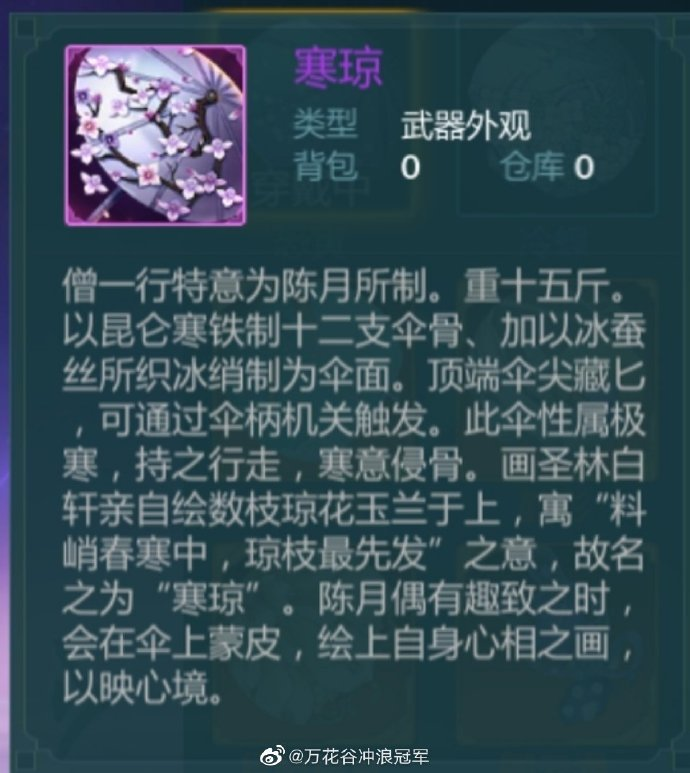 寒琼
类型 武器外观
背包 0 仓库 0
僧一行特意为陈月所制。重十五斤。
以昆仑寒铁制十二支伞骨、加以冰蚕
丝所织冰绡制为伞面。顶端伞尖藏匕
，可通过伞柄机关触发。此伞性属极
寒，持之行走，寒意侵骨。画圣林白
轩亲自绘数枝琼花玉兰于上，寓“料
峭春寒中，琼枝最先发”之意，故名
之为“寒琼”。陈月偶有趣致之时，
会在伞上蒙皮，绘上自身心相之画，
以映心境。
@万花谷冲浪冠军